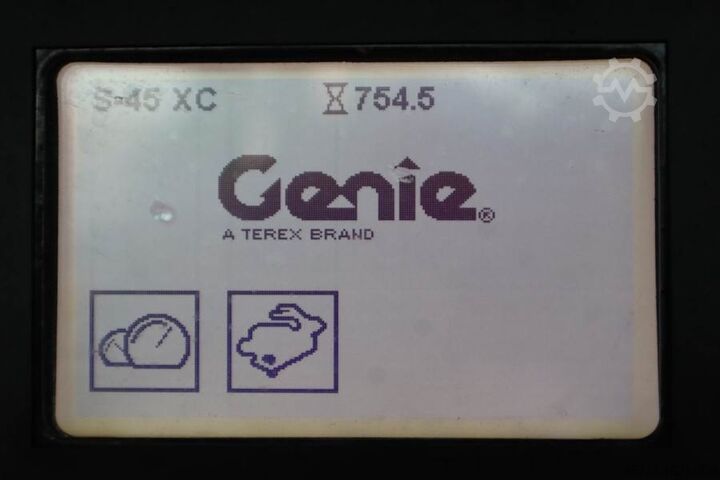 S-45 XC 754.5
Genie®
A TEREX BRAND